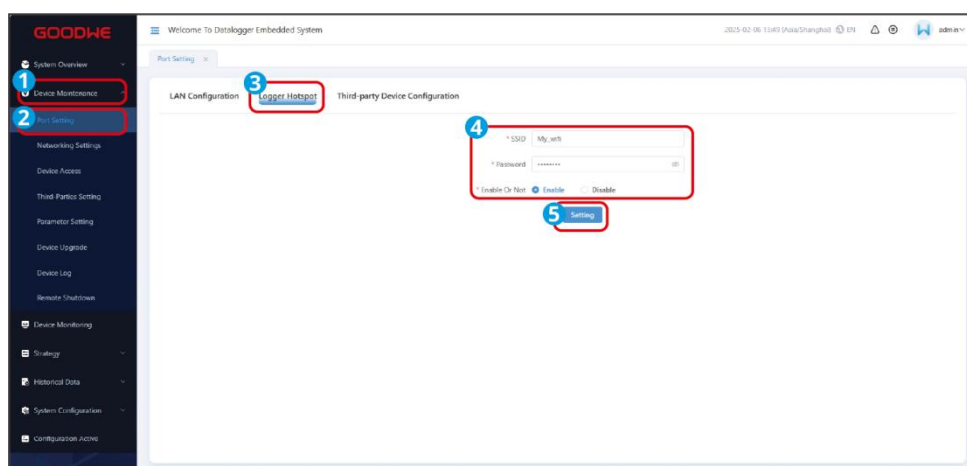 GOODWE
Welcome To Datalogger Embedded System
2025-02-06 13:49 (Asia/Shanghai) EN
admin
System Overview
Port Setting ×
1
Device Maintenance
3
LAN Configuration
Logger Hotspot
Third-party Device Configuration
2
Port Setting
4
* SSID
My_wifi
Networking Settings
* Password
••••••••
Device Access
* Enable Or Not
Enable
Disable
Third-Parties Setting
5
Setting
Parameter Setting
Device Upgrade
Device Log
Remote Shutdown
Device Monitoring
Strategy
Historical Data
System Configuration
Configuration Active